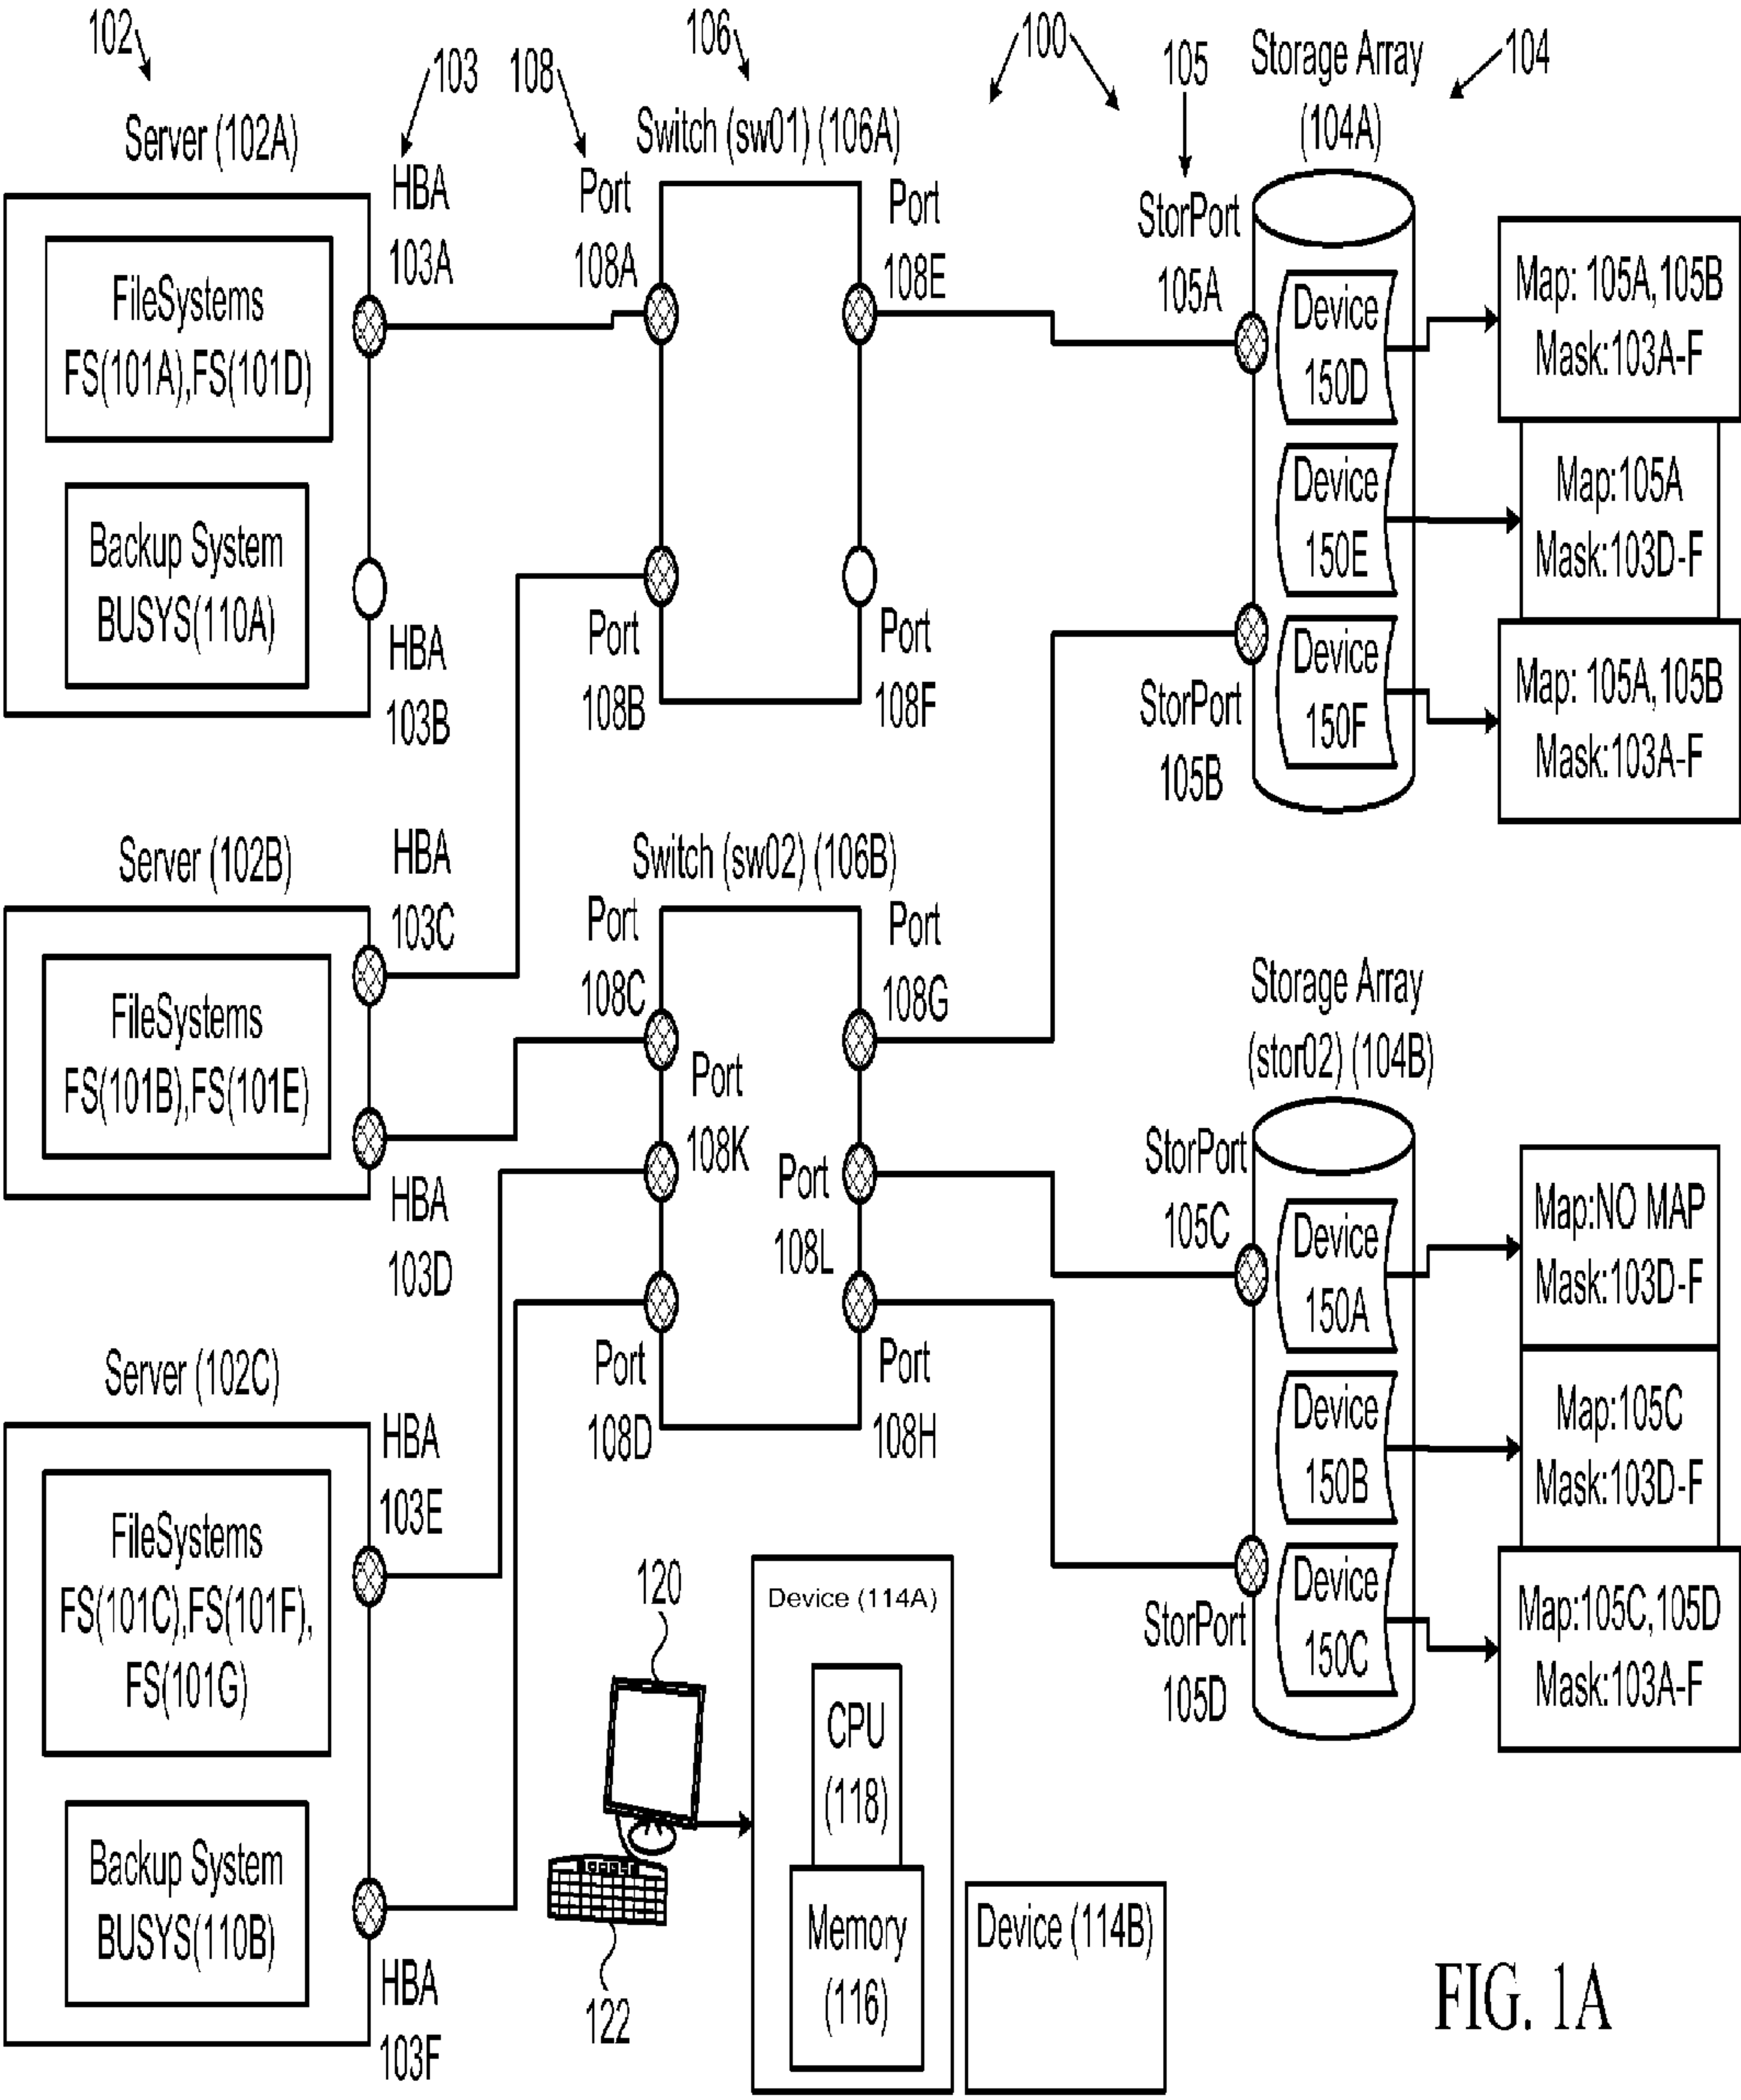 102
103
108
106
100
105
Storage Array
(104A)
104
Server (102A)
HBA
103A
Port
108A
Switch (sw01) (106A)
Port
108E
StorPort
105A
FileSystems
FS(101A),FS(101D)
Backup System
BUSYS(110A)
HBA
103B
Port
108B
Port
108F
StorPort
105B
Device
150D
Device
150E
Device
150F
Map: 105A,105B
Mask:103A-F
Map:105A
Mask:103D-F
Map: 105A,105B
Mask:103A-F
Server (102B)
HBA
103C
FileSystems
FS(101B),FS(101E)
HBA
103D
Switch (sw02) (106B)
Port
108C
Port
108G
Port
108K
Port
108L
Port
108D
Port
108H
Storage Array
(stor02) (104B)
StorPort
105C
StorPort
105D
Device
150A
Device
150B
Device
150C
Map:NO MAP
Mask:103D-F
Map:105C
Mask:103D-F
Map:105C,105D
Mask:103A-F
Server (102C)
HBA
103E
FileSystems
FS(101C),FS(101F),
FS(101G)
Backup System
BUSYS(110B)
HBA
103F
120
122
Device (114A)
CPU
(118)
Memory
(116)
Device (114B)
FIG. 1A